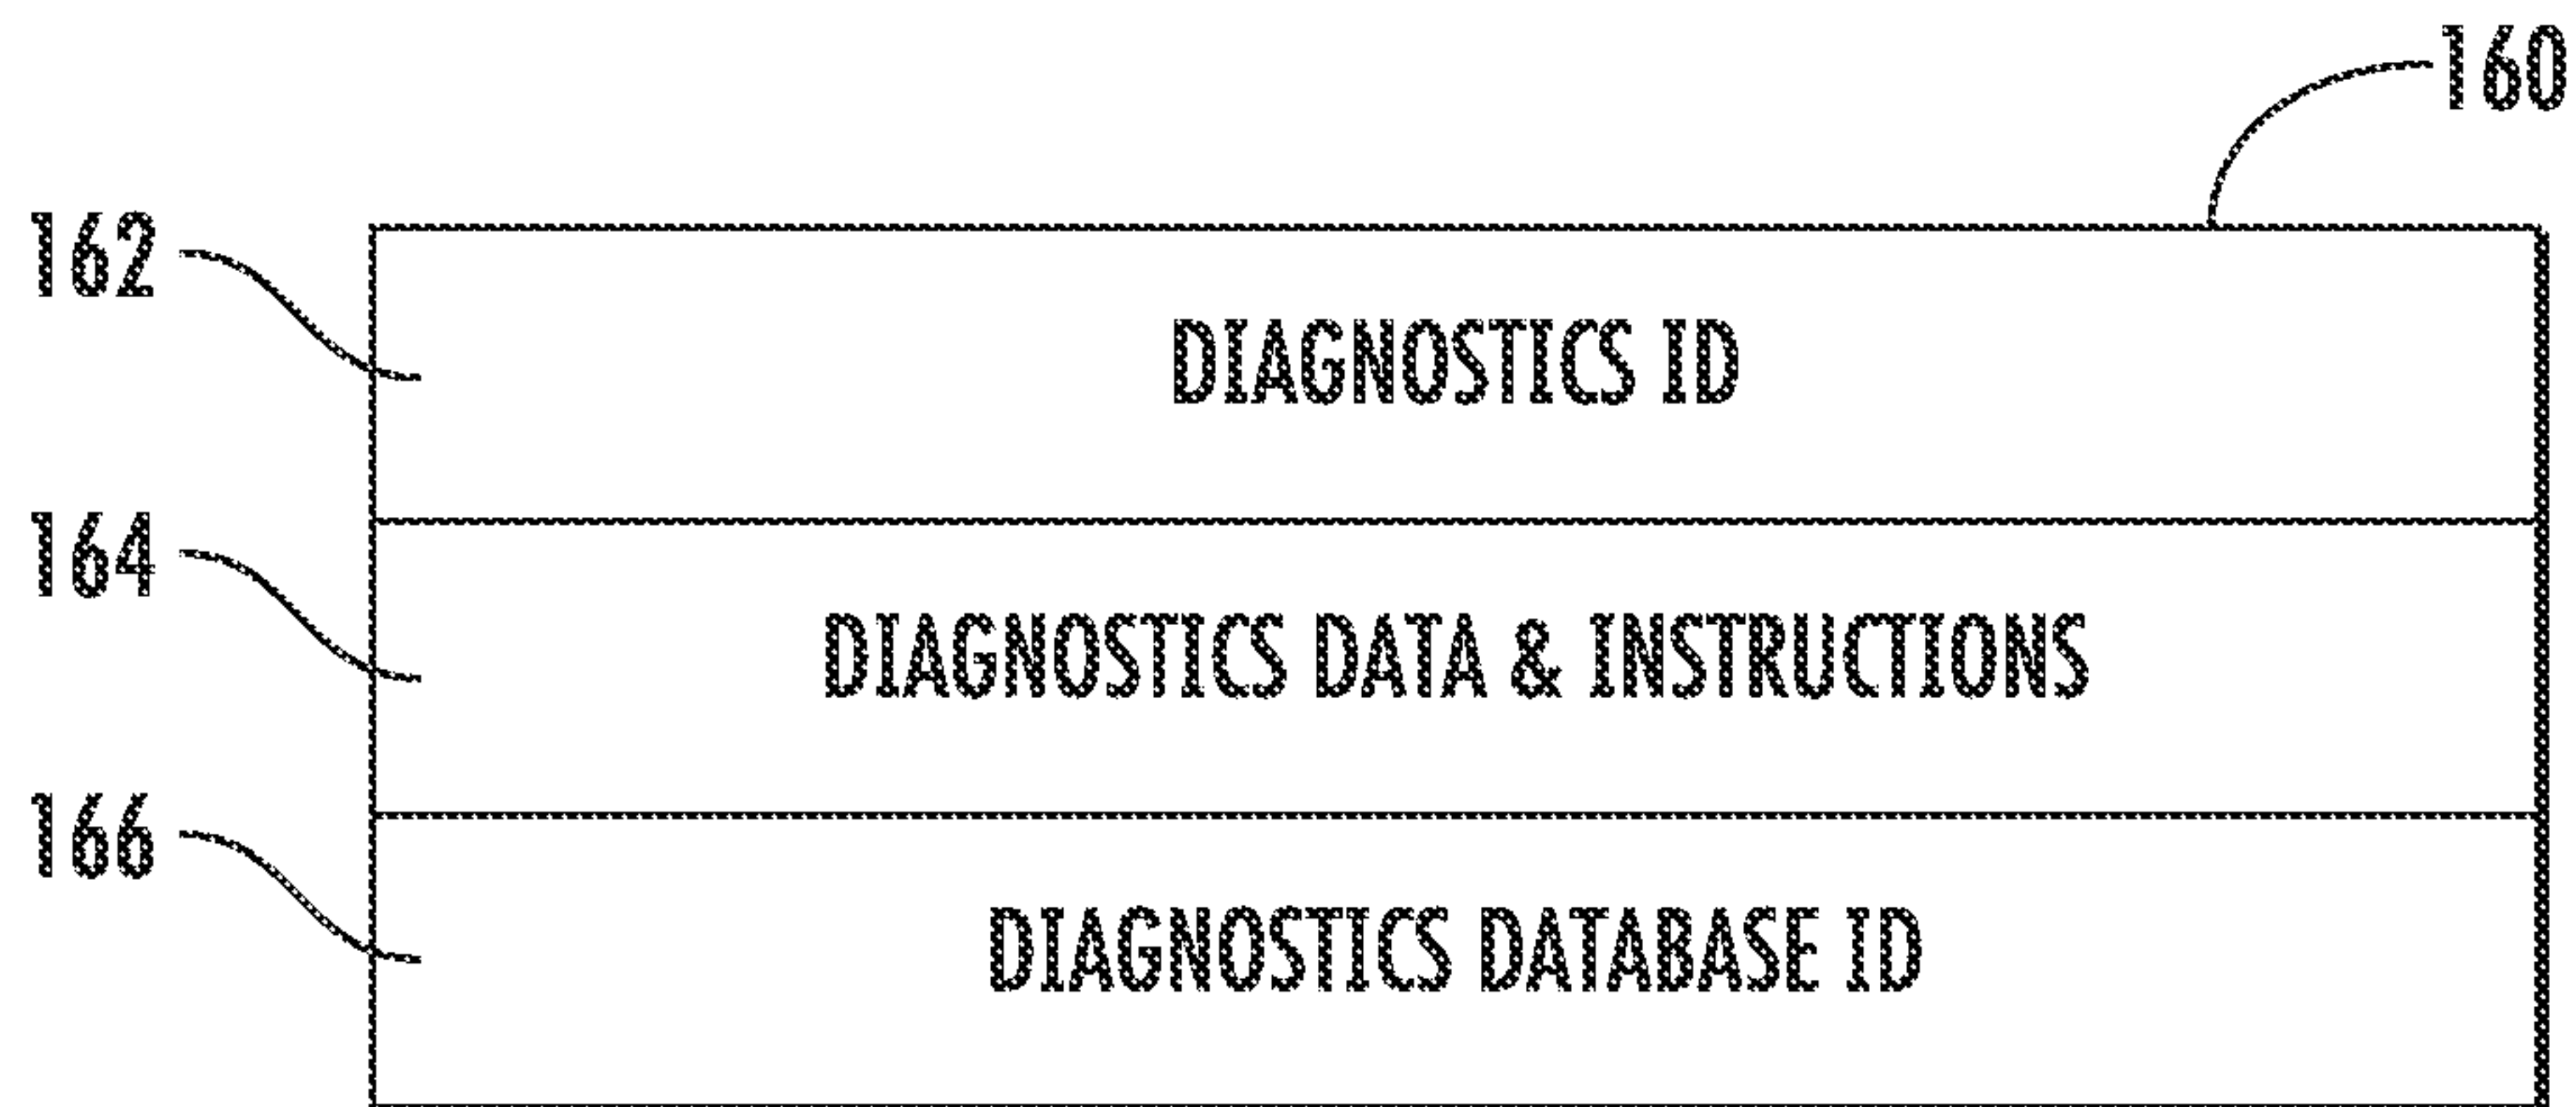 160
162
DIAGNOSTICS ID
164
DIAGNOSTICS DATA & INSTRUCTIONS
166
DIAGNOSTICS DATABASE ID